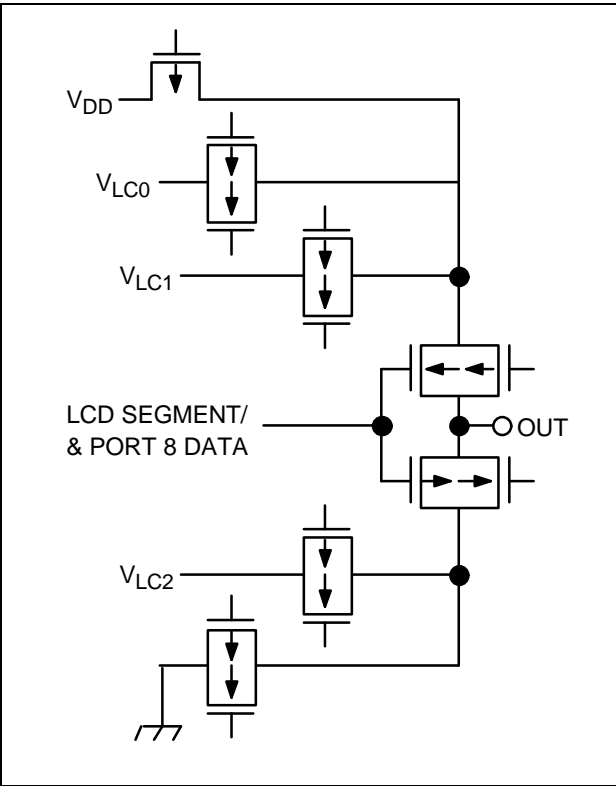 VDD
VLC0
VLC1
LCD SEGMENT/
& PORT 8 DATA
OUT
VLC2